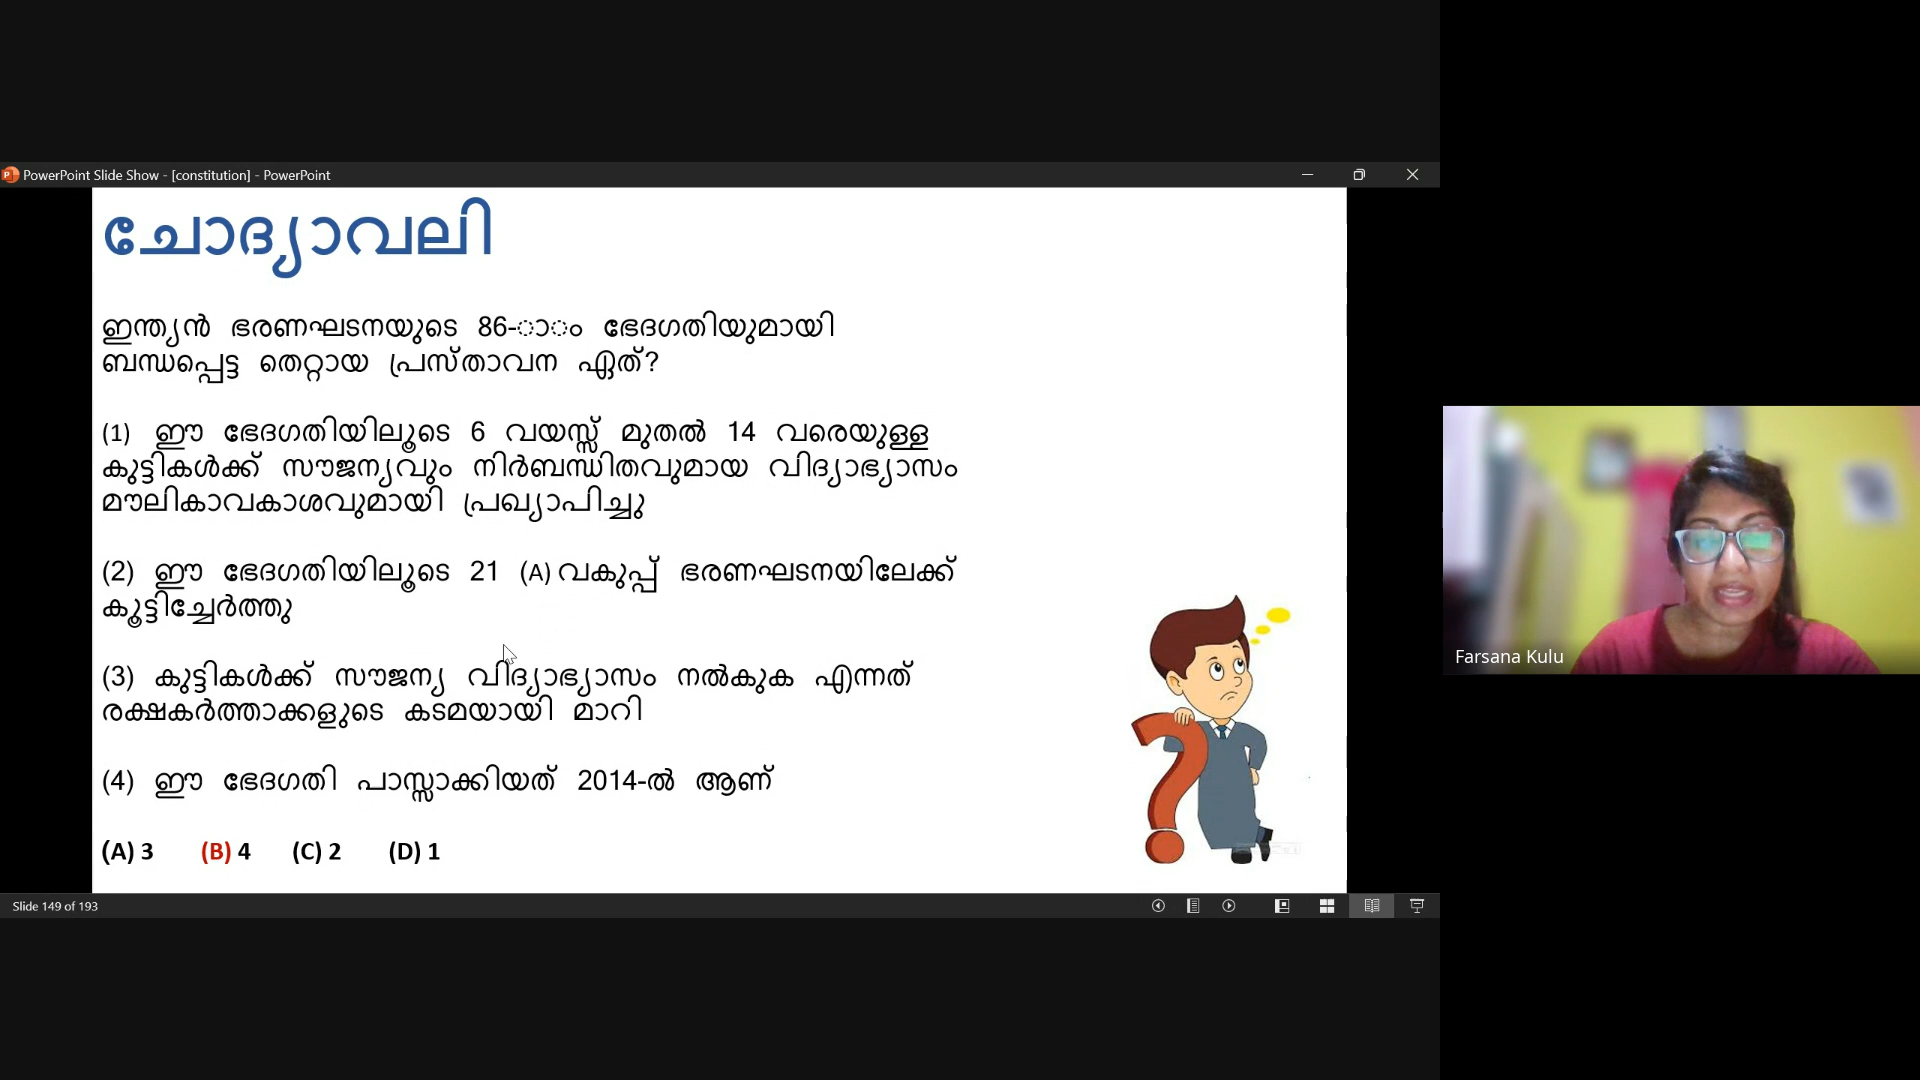 PowerPoint Slide Show - [constitution] - PowerPoint
ചോദ്യാവലി
ഇന്ത്യൻ ഭരണഘടനയുടെ 86-ാംം ഭേദഗതിയുമായി
ബന്ധപ്പെട്ട തെറ്റായ പ്രസ്താവന ഏത്?
(1) ഈ ഭേദഗതിയിലൂടെ 6 വയസ്സ് മുതൽ 14 വരെയുള്ള
കുട്ടികൾക്ക് സൗജന്യവും നിർബന്ധിതവുമായ വിദ്യാഭ്യാസം
മൗലികാവകാശവുമായി പ്രഖ്യാപിച്ചു
(2) ഈ ഭേദഗതിയിലൂടെ 21 (A) വകുപ്പ് ഭരണഘടനയിലേക്ക്
കൂട്ടിച്ചേർത്തു
(3) കുട്ടികൾക്ക് സൗജന്യ വിദ്യാഭ്യാസം നൽകുക എന്നത്
രക്ഷകർത്താക്കളുടെ കടമയായി മാറി
(4) ഈ ഭേദഗതി പാസ്സാക്കിയത് 2014-ൽ ആണ്
(A) 3 (B) 4 (C) 2 (D) 1
Farsana Kulu
Slide 149 of 193